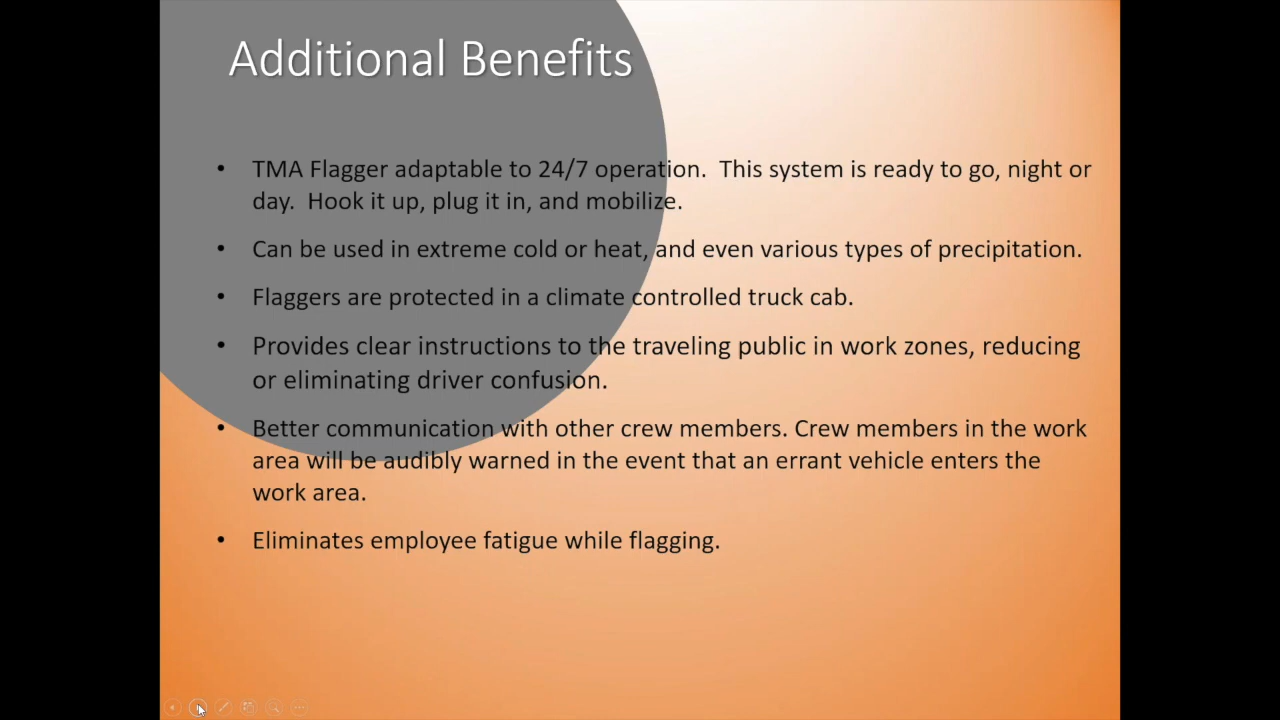 Additional Benefits
• TMA Flagger adaptable to 24/7 operation.  This system is ready to go, night or
day.  Hook it up, plug it in, and mobilize.
• Can be used in extreme cold or heat, and even various types of precipitation.
• Flaggers are protected in a climate controlled truck cab.
• Provides clear instructions to the traveling public in work zones, reducing
or eliminating driver confusion.
• Better communication with other crew members. Crew members in the work
area will be audibly warned in the event that an errant vehicle enters the
work area.
• Eliminates employee fatigue while flagging.